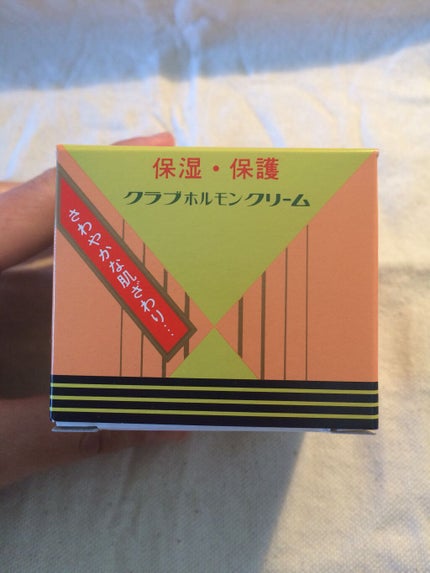 保湿・保護
クラブホルモンクリーム
さわやかな肌ざわり…